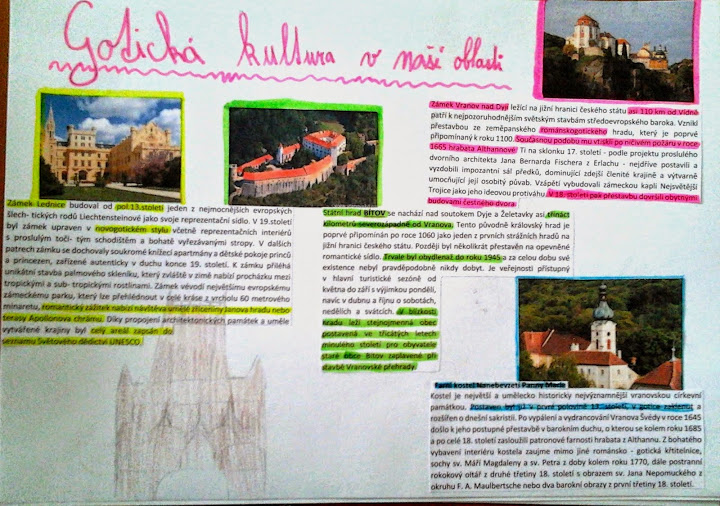 Gotická kultura v naší oblasti
Zámek Vranov nad Dyjí ležící na jižní hranici českého státu asi 110 km od Vídně
patří k nejpozoruhodnějším světským stavbám středoevropského baroka. Vznikl
přestavbou ze zeměpanského románskogotického hradu, který je poprvé
připomínaný k roku 1100. Současnou podobu mu vtiskli po ničivém požáru v roce
1665 hrabata Althannové. Ti na sklonku 17. století - podle projektu proslulého
dvorního architekta Jana Bernarda Fischera z Erlachu - nejdříve postavili a
vyzdobili impozantní sál předků, dominující zdejší členité krajině a výtvarně
umocňující její osobitý půvab. Vzápětí vybudovali zámeckou kapli Nejsvětější
Trojice jako jeho ideovou protiváhu. V 18. století pak přestavbu dovršili obytnými
budovami čestného dvora.
Zámek Lednice budoval od pol.13.století jeden z nejmocnějších evropských
šlech- tických rodů Liechtensteinové jako svoje reprezentační sídlo. V 19.století
byl zámek upraven v novogotickém stylu včetně reprezentačních interiérů
s proslulým toči- tým schodištěm a bohatě vyřezávanými stropy. V dalších
patrech zámku se dochovaly soukromé knížecí apartmány a dětské pokoje princů
a princezen, zařízené autenticky v duchu konce 19. století. K zámku přiléhá
unikátní stavba palmového skleníku, který zvláště v zimě nabízí procházku mezi
tropickými a sub- tropickými rostlinami. Zámek vévodí největšímu evropskému
zámeckému parku, který lze přehlédnout v celé kráse z vrcholu 60 metrového
minaretu, romantický zážitek nabízí návštěva umělé zříceniny Janova hradu nebo
terasy Apollonova chrámu. Díky propojení architektonických památek a uměle
vytvářené krajiny byl celý areál zapsán do
seznamu Světového dědictví UNESCO.
Státní hrad BÍTOV se nachází nad soutokem Dyje a Želetavky asi třináct
kilometrů severozápadně od Vranova. Tento původně královský hrad je
poprvé připomínán po roce 1060 jako jeden z prvních strážních hradů na
jižní hranici českého státu. Později byl několikrát přestavěn na opevněné
romantické sídlo. Trvale byl obydlen až do roku 1945 a za celou dobu své
existence nebyl pravděpodobně nikdy dobyt. Je veřejnosti přístupný
v hlavní turistické sezóně od
května do září s výjimkou pondělí,
navíc v dubnu a říjnu o sobotách,
nedělích a svátcích. V blízkosti
hradu leží stejnojmenná obec
postavená ve třicátých letech
minulého století pro obyvatele
staré obce Bítov zaplavené při
stavbě Vranovské přehrady.
Farní kostel Nanebevzetí Panny Marie
Kostel je největší a umělecko historicky nejvýznamnější vranovskou církevní
památkou. Postaven byl již v první polovině 13. století, v gotice zaklenut a
rozšířen o dnešní sakristii. Po vypálení a vydrancování Vranova Švédy v roce 1645
došlo k jeho postupné přestavbě v barokním duchu, o kterou se kolem roku 1685
a po celé 18. století zasloužili patronové farnosti hrabata z Althannu. Z bohatého
vybavení interiéru kostela zaujme mimo jiné románsko - gotická křtitelnice,
sochy sv. Máří Magdaleny a sv. Petra z doby kolem roku 1770, dále postranní
rokokový oltář z druhé třetiny 18. století s obrazem sv. Jana Nepomuckého z
okruhu F. A. Maulbertsche nebo dva barokní obrazy z první třetiny 18. století.